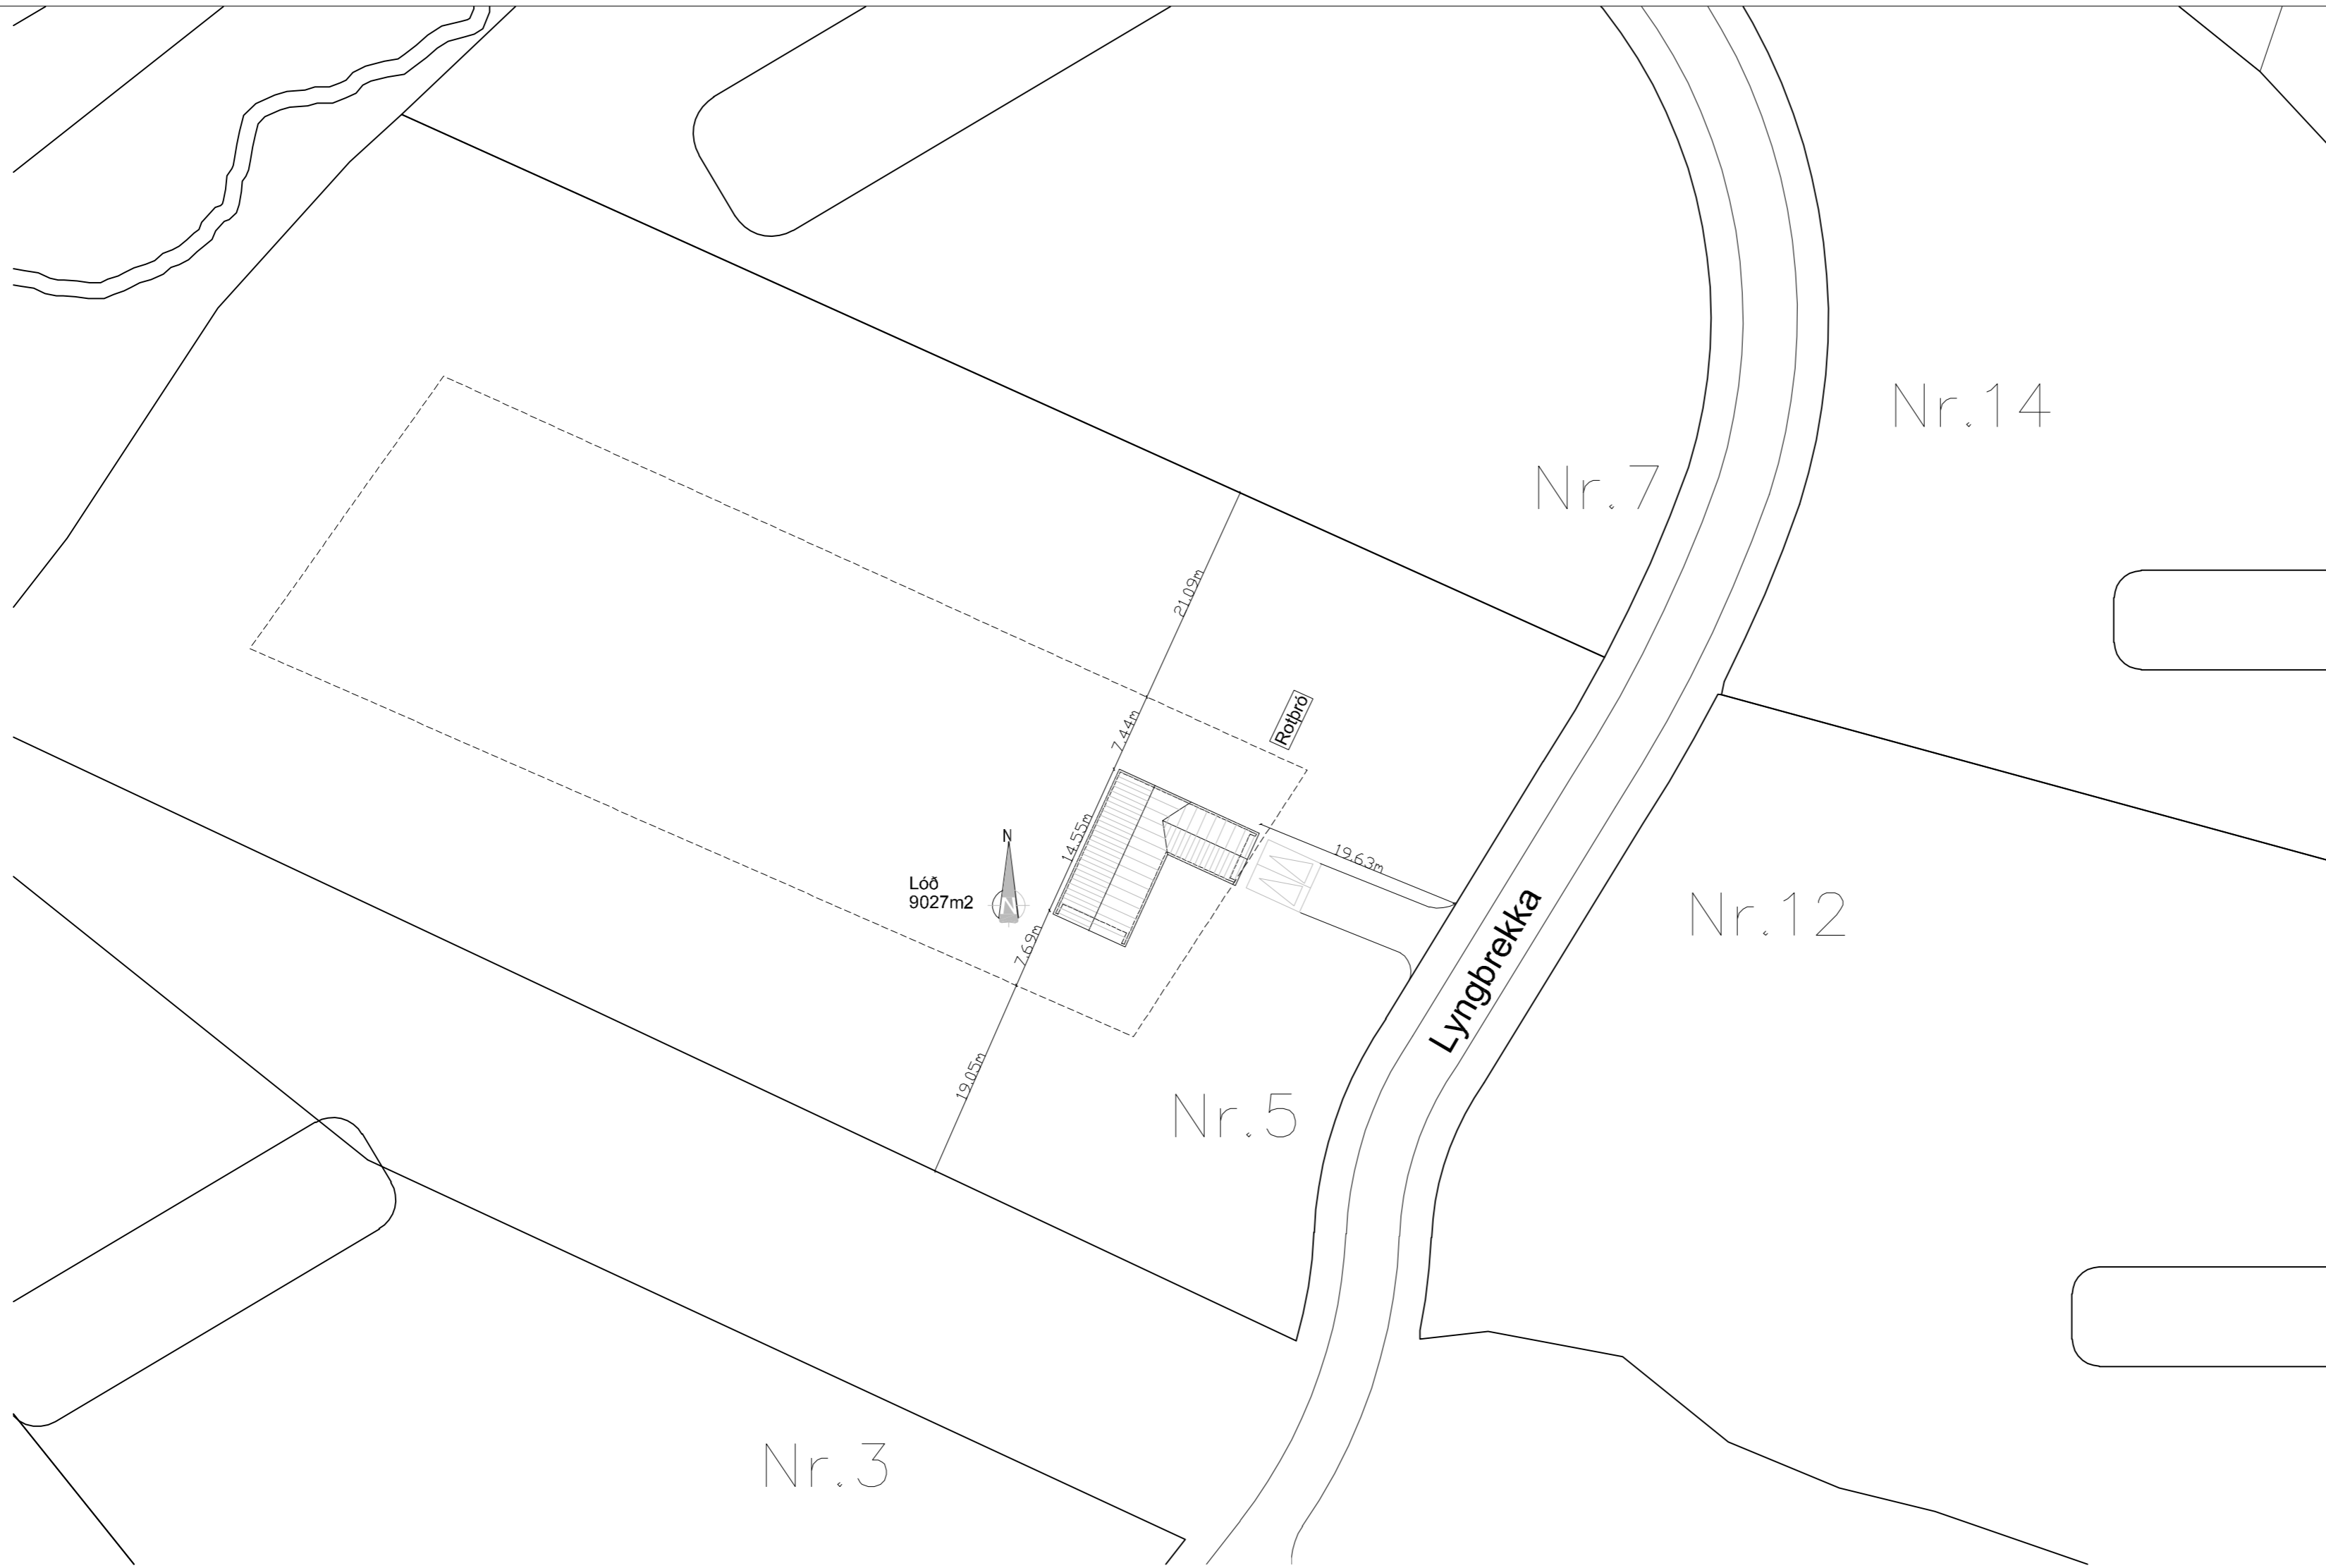 Nr.14
Nr.7
21.09m
Rotþró
7.44m
14.55m
19.63m
N
Lóð
9027m2
N
Nr.12
Lyngbrekka
7.69m
19.05m
Nr.5
Nr.3